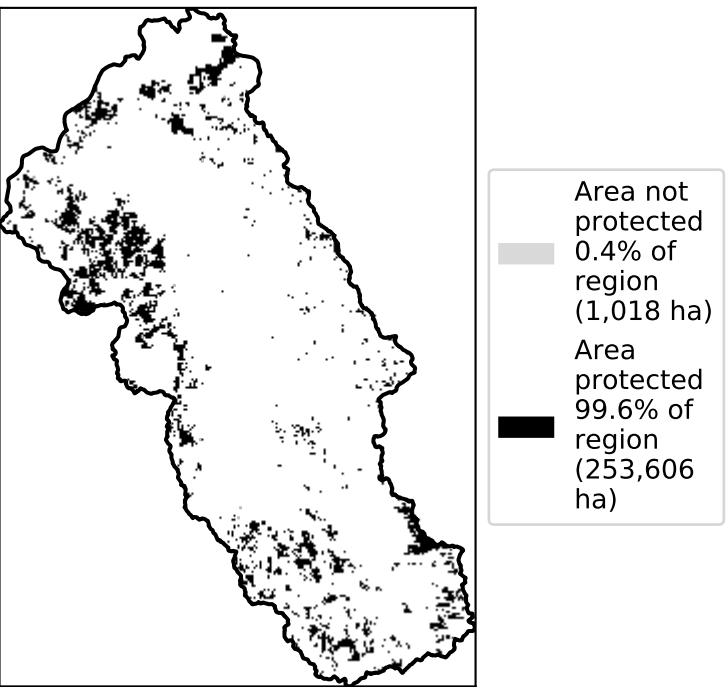 Area not
protected
0.4% of
region
(1,018 ha)
Area
protected
99.6% of
region
(253,606
ha)